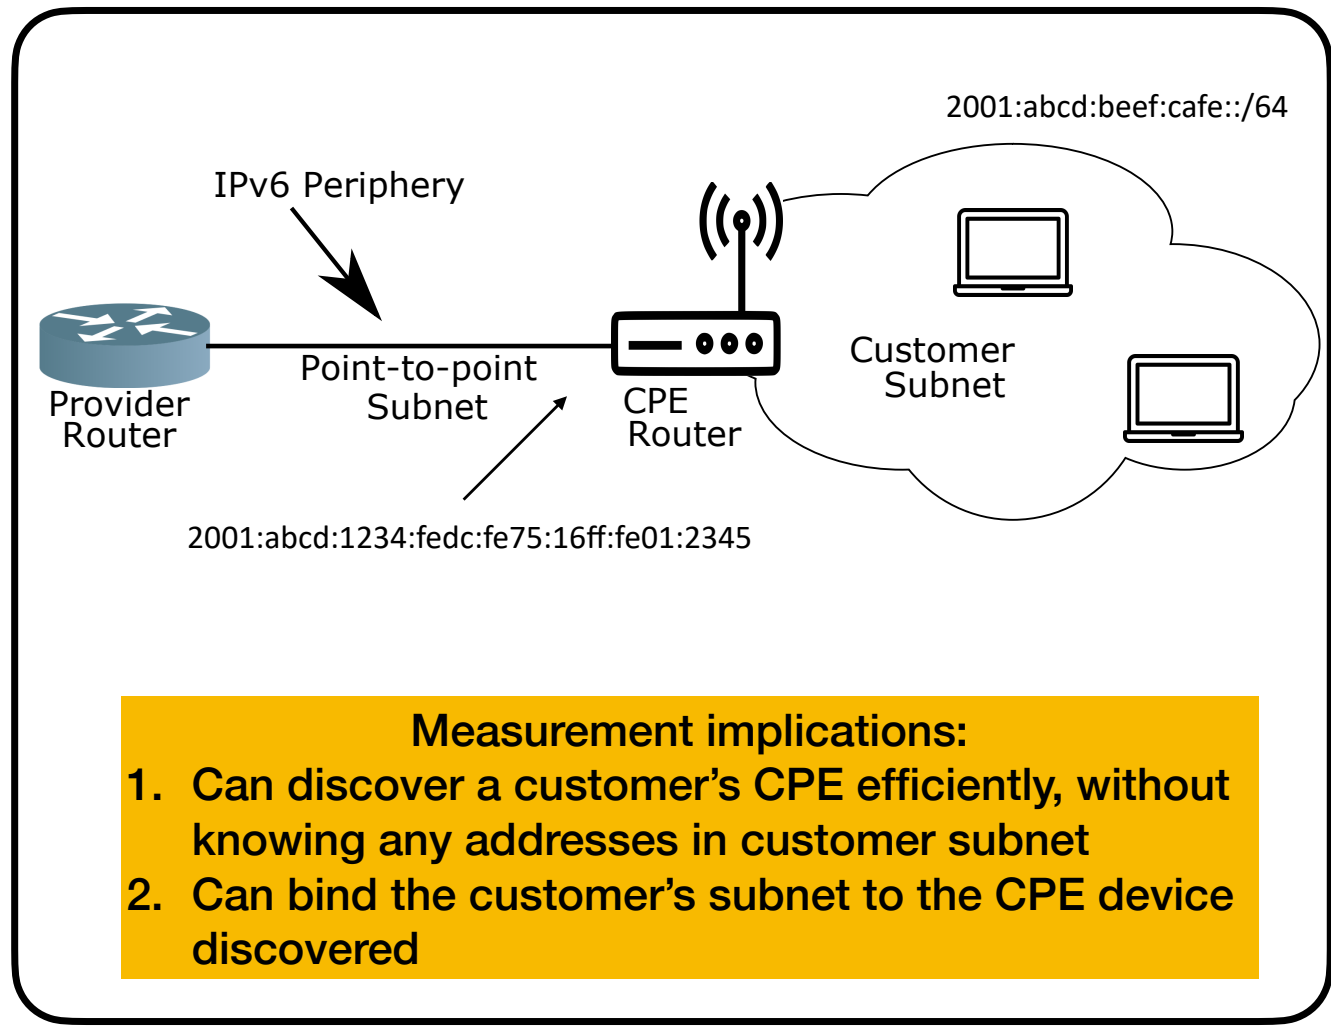 2001:abcd:beef:cafe::/64
IPv6 Periphery
Point-to-point
Subnet
Provider
Router
CPE
Router
Customer
Subnet
2001:abcd:1234:fedc:fe75:16ff:fe01:2345
Measurement implications:
1. Can discover a customer’s CPE efficiently, without
knowing any addresses in customer subnet
2. Can bind the customer’s subnet to the CPE device
discovered